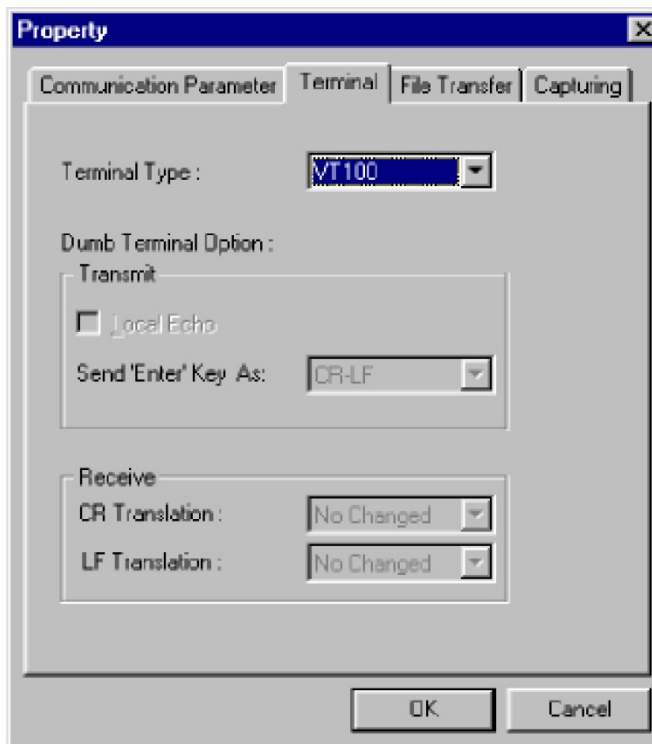 Property
Communication Parameter Terminal File Transfer Capturing
Terminal Type : VT100
Dumb Terminal Option :
Transmit
Local Echo
Send 'Enter' Key As: CR-LF
Receive
CR Translation : No Changed
LF Translation : No Changed
OK Cancel